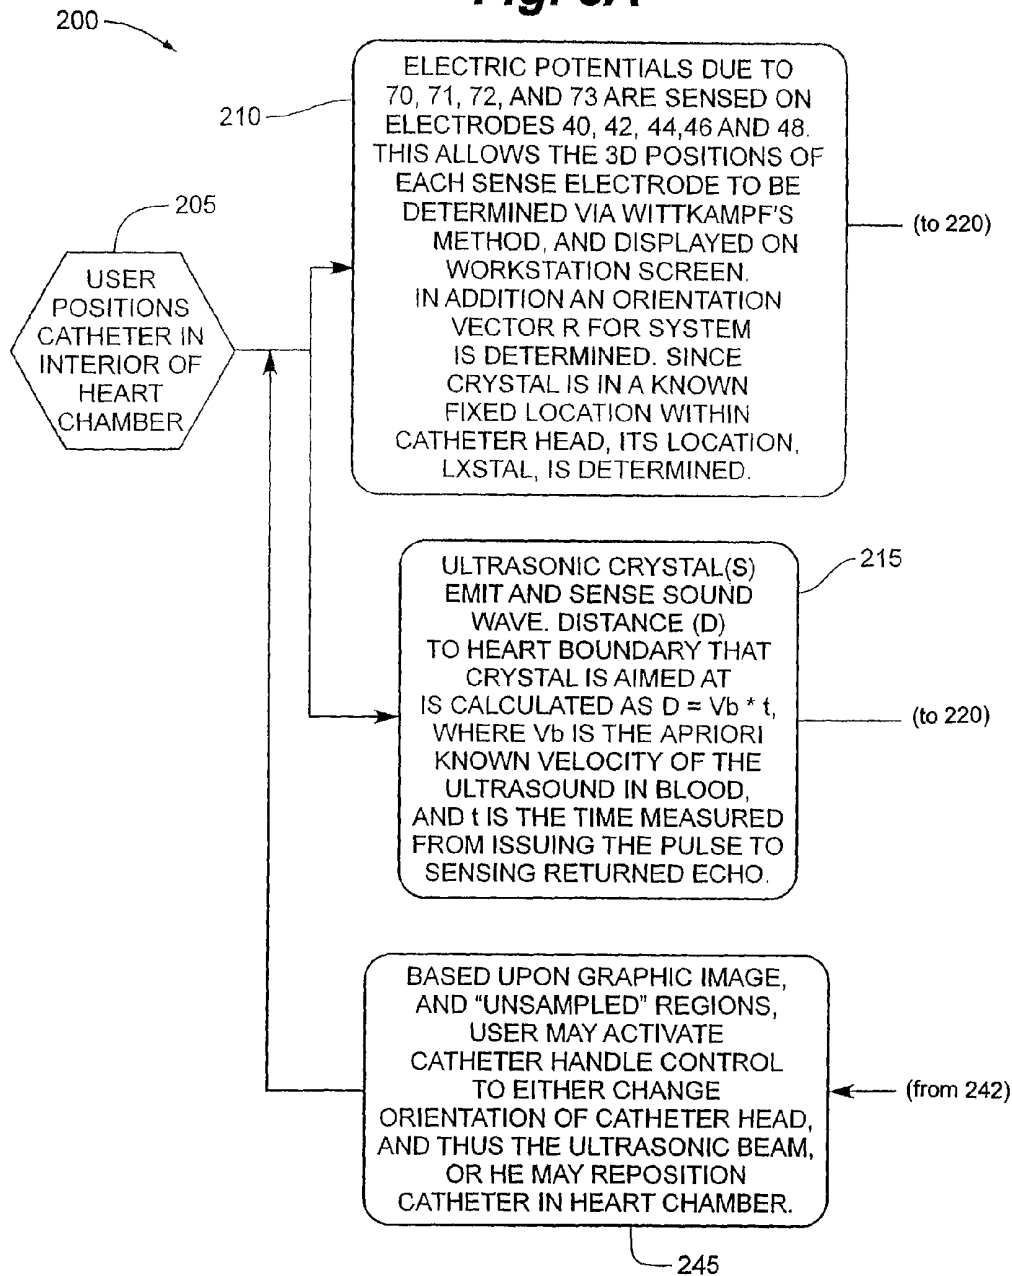 Fig. 3A
200
210
ELECTRIC POTENTIALS DUE TO
70, 71, 72, AND 73 ARE SENSED ON
ELECTRODES 40, 42, 44,46 AND 48.
THIS ALLOWS THE 3D POSITIONS OF
EACH SENSE ELECTRODE TO BE
DETERMINED VIA WITTKAMPF'S
METHOD, AND DISPLAYED ON
WORKSTATION SCREEN.
IN ADDITION AN ORIENTATION
VECTOR R FOR SYSTEM
IS DETERMINED. SINCE
CRYSTAL IS IN A KNOWN
FIXED LOCATION WITHIN
CATHETER HEAD, ITS LOCATION,
LXSTAL, IS DETERMINED.
(to 220)
205
USER
POSITIONS
CATHETER IN
INTERIOR OF
HEART
CHAMBER
215
ULTRASONIC CRYSTAL(S)
EMIT AND SENSE SOUND
WAVE. DISTANCE (D)
TO HEART BOUNDARY THAT
CRYSTAL IS AIMED AT
IS CALCULATED AS D = Vb * t,
WHERE Vb IS THE APRIORI
KNOWN VELOCITY OF THE
ULTRASOUND IN BLOOD,
AND t IS THE TIME MEASURED
FROM ISSUING THE PULSE TO
SENSING RETURNED ECHO.
(to 220)
BASED UPON GRAPHIC IMAGE,
AND "UNSAMPLED" REGIONS,
USER MAY ACTIVATE
CATHETER HANDLE CONTROL
TO EITHER CHANGE
ORIENTATION OF CATHETER HEAD,
AND THUS THE ULTRASONIC BEAM,
OR HE MAY REPOSITION
CATHETER IN HEART CHAMBER.
(from 242)
245